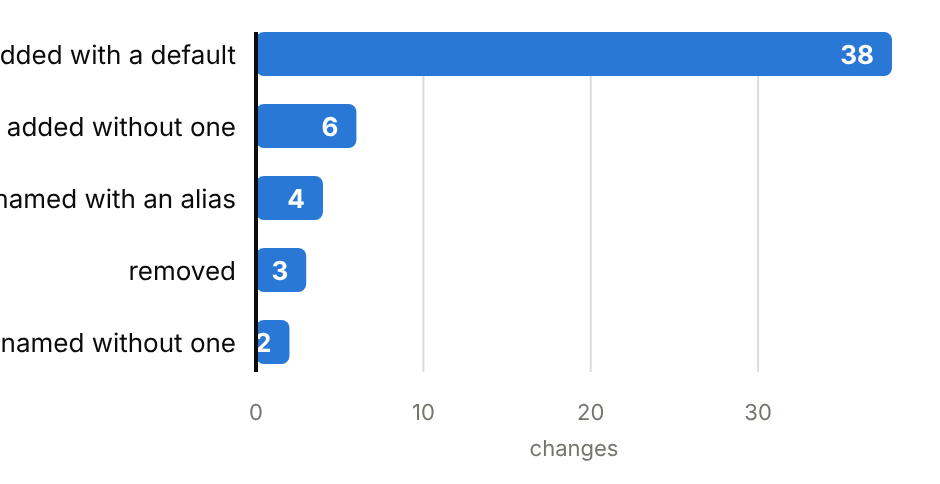 dded with a default
38
added without one
6
named with an alias
4
removed
3
named without one
2
0
10
20
30
changes